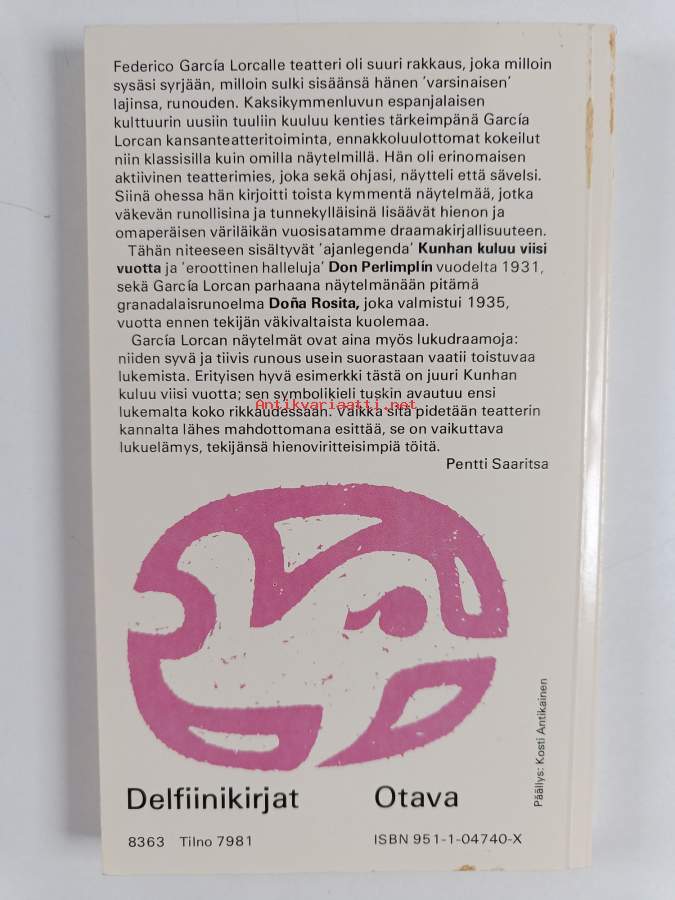 Federico García Lorcalle teatteri oli suuri rakkaus, joka milloin
sysäsi syrjään, milloin sulki sisäänsä hänen ’varsinaisen’
lajinsa, runouden. Kaksikymmenluvun espanjalaisen
kulttuurin uusiin tuuliin kuuluu kenties tärkeimpänä García
Lorcan kansanteatteritoiminta, ennakkoluulottomat kokeilut
niin klassisilla kuin omilla näytelmillä. Hän oli erinomaisen
aktiivinen teatterimies, joka sekä ohjasi, näytteli että sävelsi.
Siinä ohessa hän kirjoitti toista kymmentä näytelmää, jotka
väkevän runollisina ja tunnekylläisinä lisäävät hienon ja
omaperäisen väriläikän vuosisatamme draamakirjallisuuteen.
Tähän niteeseen sisältyvät ’ajanlegenda’ Kunhan kuluu viisi
vuotta ja ’eroottinen halleluja’ Don Perlimplín vuodelta 1931,
sekä García Lorcan parhaana näytelmänään pitämä
granadalaisrunoelma Doña Rosita, joka valmistui 1935,
vuotta ennen tekijän väkivaltaista kuolemaa.
García Lorcan näytelmät ovat aina myös lukudraamoja:
niiden syvä ja tiivis runous usein suorastaan vaatii toistuvaa
lukemista. Erityisen hyvä esimerkki tästä on juuri Kunhan
kuluu viisi vuotta; sen symbolikieli tuskin avautuu ensi
lukemalta koko rikkaudessaan. Vaikka sitä pidetään teatterin
Antikvariaatti.net
kannalta lähes mahdottomana esittää, se on vaikuttava
lukuelämys, tekijänsä hienoviritteisimpiä töitä.
Pentti Saaritsa
Päällys: Kosti Antikainen
Delfiinikirjat Otava
8363 Tilno 7981 ISBN 951-1-04740-X